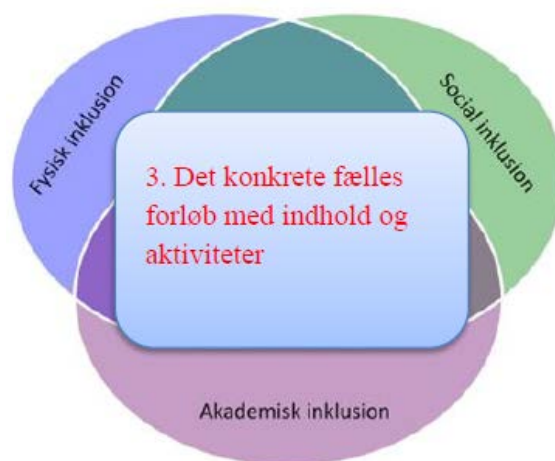 Fysisk inklusion
Social inklusion
3. Det konkrete fælles
forløb med indhold og
aktiviteter
Akademisk inklusion